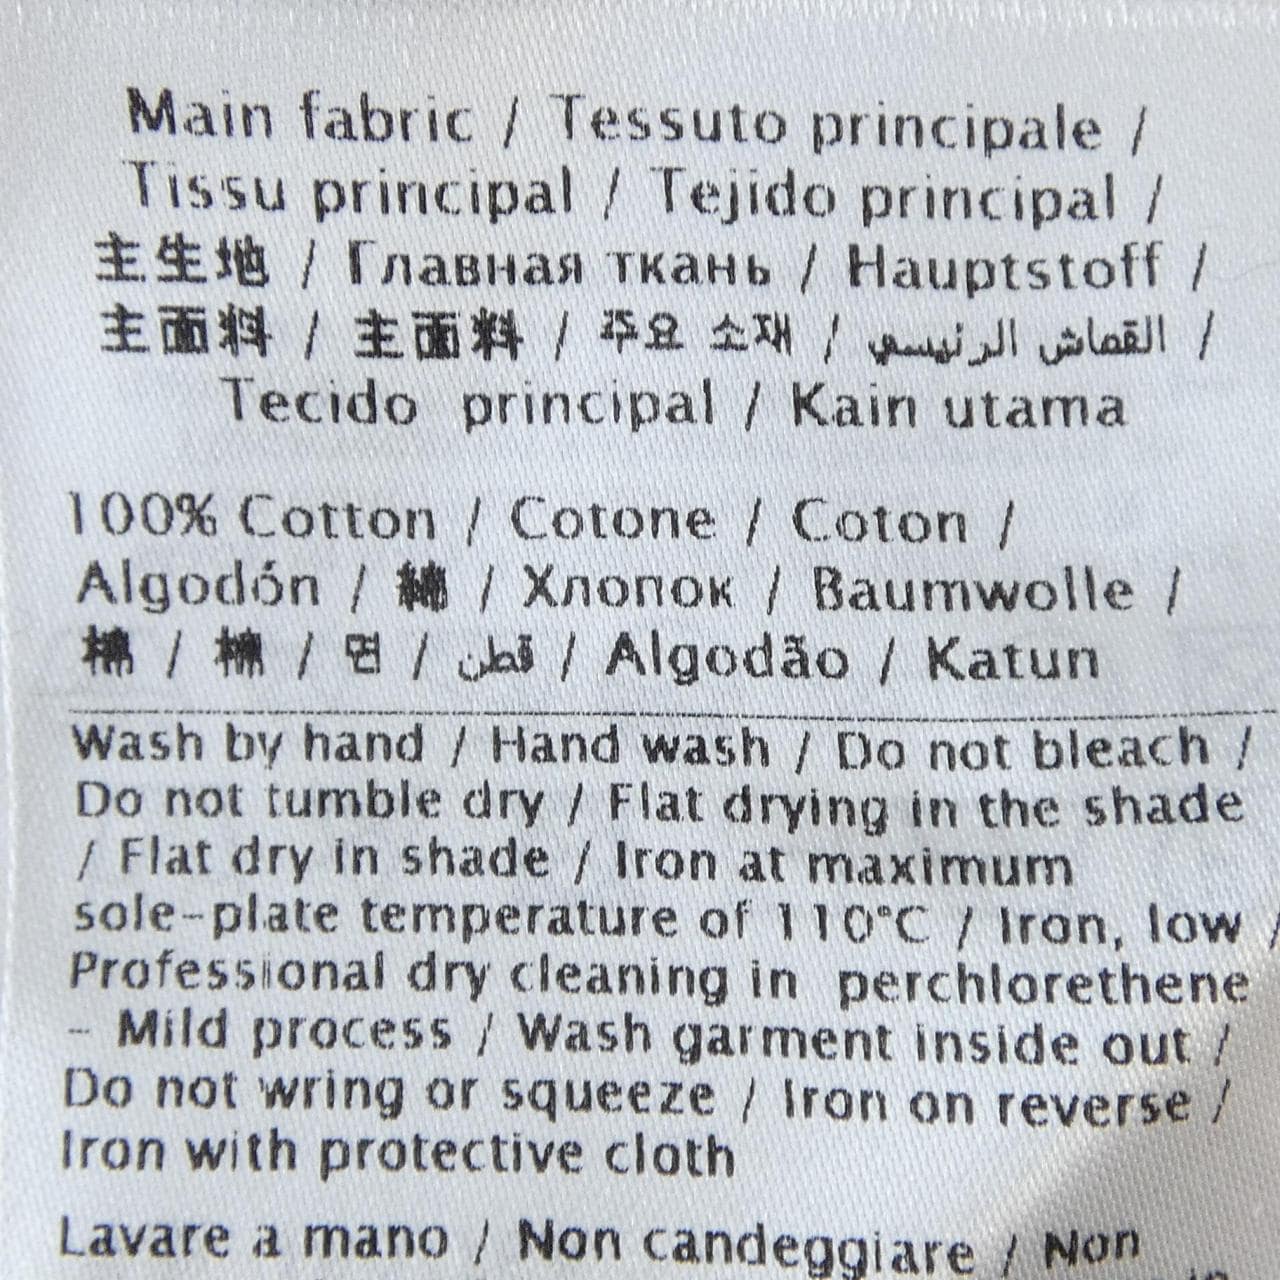 Main fabric / Tessuto principale /
Tissu principal / Tejido principal /
主生地 / Главная ткань / Hauptstoff /
主面料 / 主面料 / 주요 소재 / القماش الرئيسي /
Tecido principal / Kain utama
100% Cotton / Cotone / Coton /
Algodón / 綿 / Хлопок / Baumwolle /
棉 / 棉 / 면 / قطن / Algodão / Katun
Wash by hand / Hand wash / Do not bleach /
Do not tumble dry / Flat drying in the shade
/ Flat dry in shade / Iron at maximum
sole-plate temperature of 110°C / Iron, low /
Professional dry cleaning in perchlorethene
- Mild process / Wash garment inside out /
Do not wring or squeeze / Iron on reverse /
Iron with protective cloth
Lavare a mano / Non candeggiare / Non